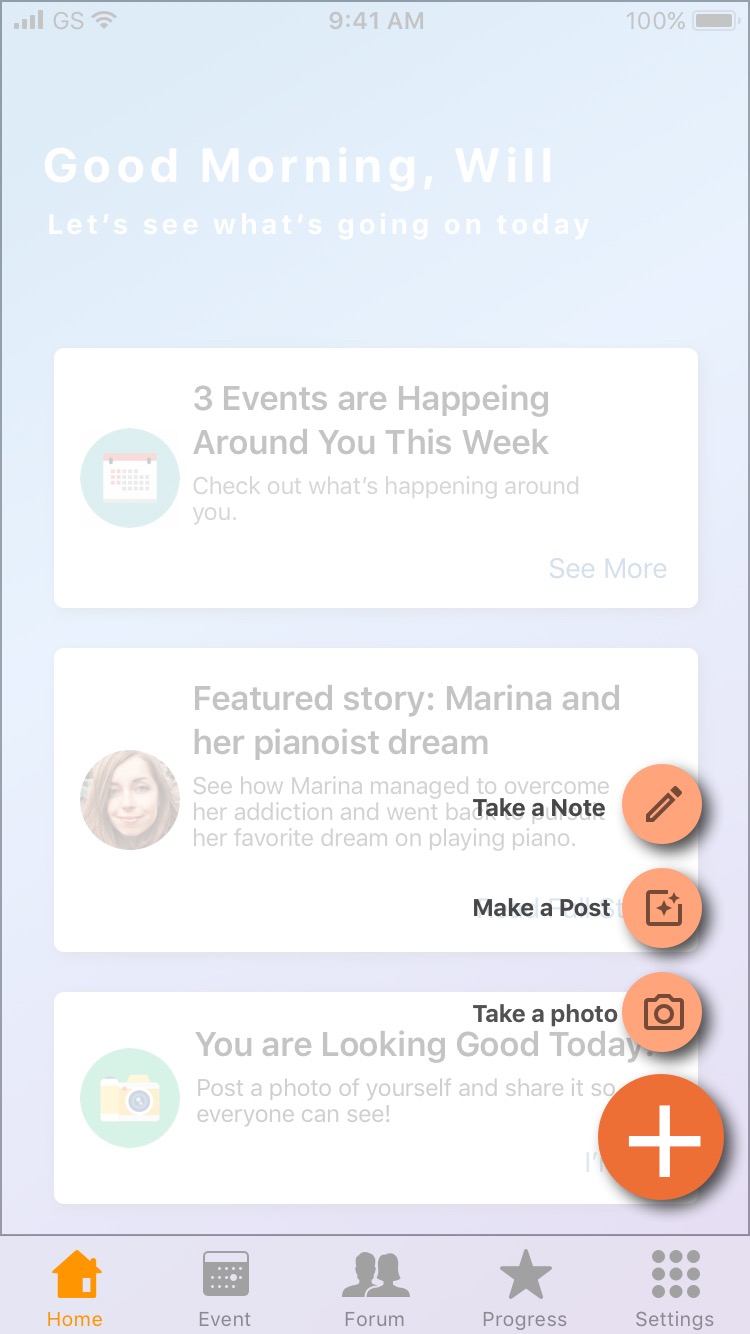 GS 9:41 AM 100%
Good Morning, Will
Let’s see what’s going on today
3 Events are Happeing
Around You This Week
Check out what’s happening around
you.
See More
Featured story: Marina and
her pianoist dream
See how Marina managed to overcome
her addiction and went back to pursuit
her favorite dream on playing piano.
Take a Note
Make a Post
Take a photo
You are Looking Good Today!
Post a photo of yourself and share it so
everyone can see!
Home Event Forum Progress Settings